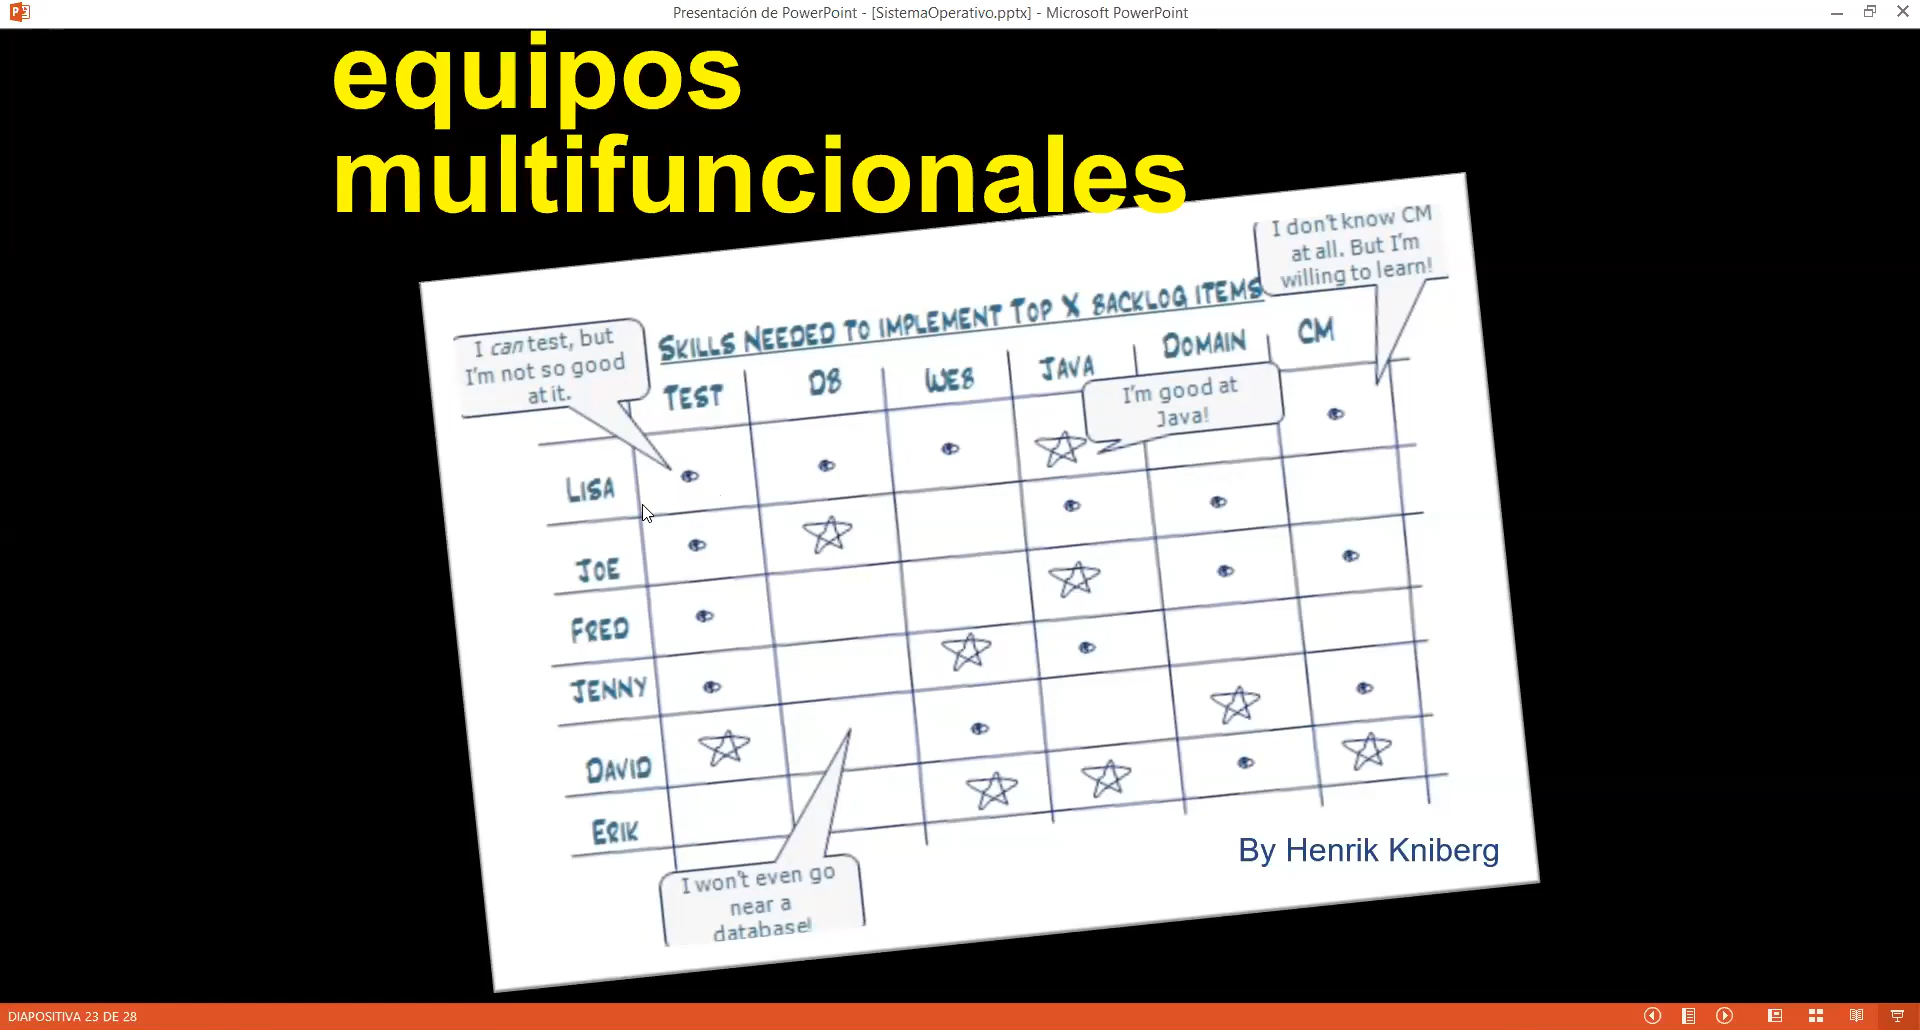 Presentación de PowerPoint - [SistemaOperativo.pptx] - Microsoft PowerPoint
equipos
multifuncionales
I don't know CM
at all. But I'm
willing to learn!
I can test, but
I'm not so good
at it.
SKILLS NEEDED TO IMPLEMENT TOP X BACKLOG ITEMS
TEST DB WEB JAVA DOMAIN CM
I'm good at
Java!
LISA
JOE
FRED
JENNY
DAVID
ERIK
By Henrik Kniberg
I won't even go
near a
database!
DIAPOSITIVA 23 DE 28